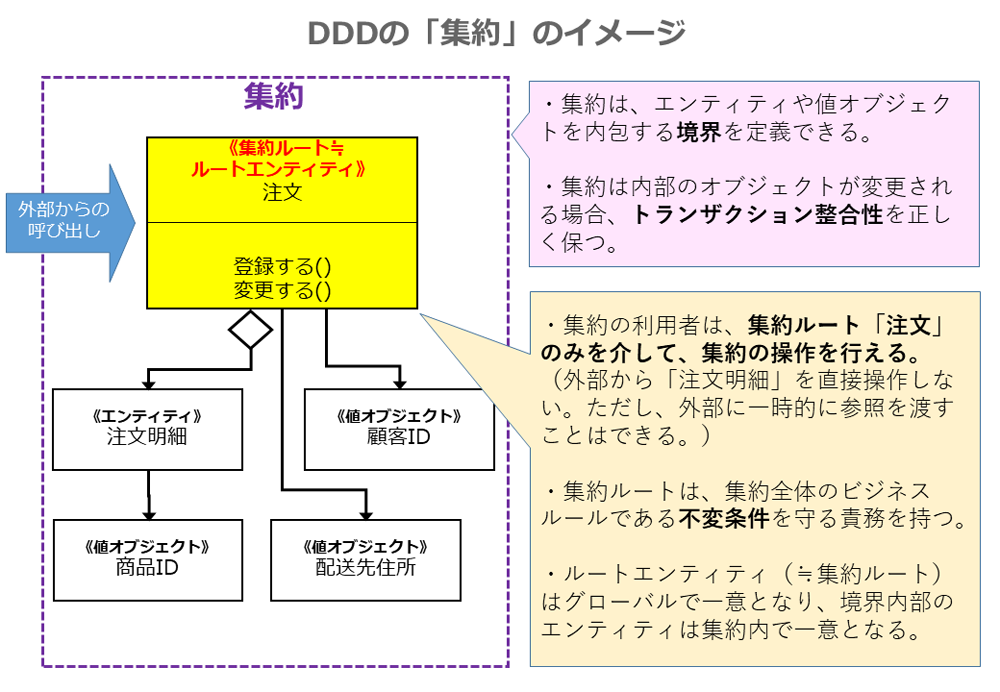 DDDの「集約」のイメージ
集約
《集約ルート≒
ルートエンティティ》
注文
登録する()
変更する()
外部からの
呼び出し
《エンティティ》
注文明細
《値オブジェクト》
顧客ID
《値オブジェクト》
商品ID
《値オブジェクト》
配送先住所
・集約は、エンティティや値オブジェク
トを内包する境界を定義できる。
・集約は内部のオブジェクトが変更され
る場合、トランザクション整合性を正し
く保つ。
・集約の利用者は、集約ルート「注文」
のみを介して、集約の操作を行える。
（外部から「注文明細」を直接操作しな
い。ただし、外部に一時的に参照を渡す
ことはできる。）
・集約ルートは、集約全体のビジネス
ルールである不変条件を守る責務を持つ。
・ルートエンティティ（≒集約ルート）
はグローバルで一意となり、境界内部の
エンティティは集約内で一意となる。